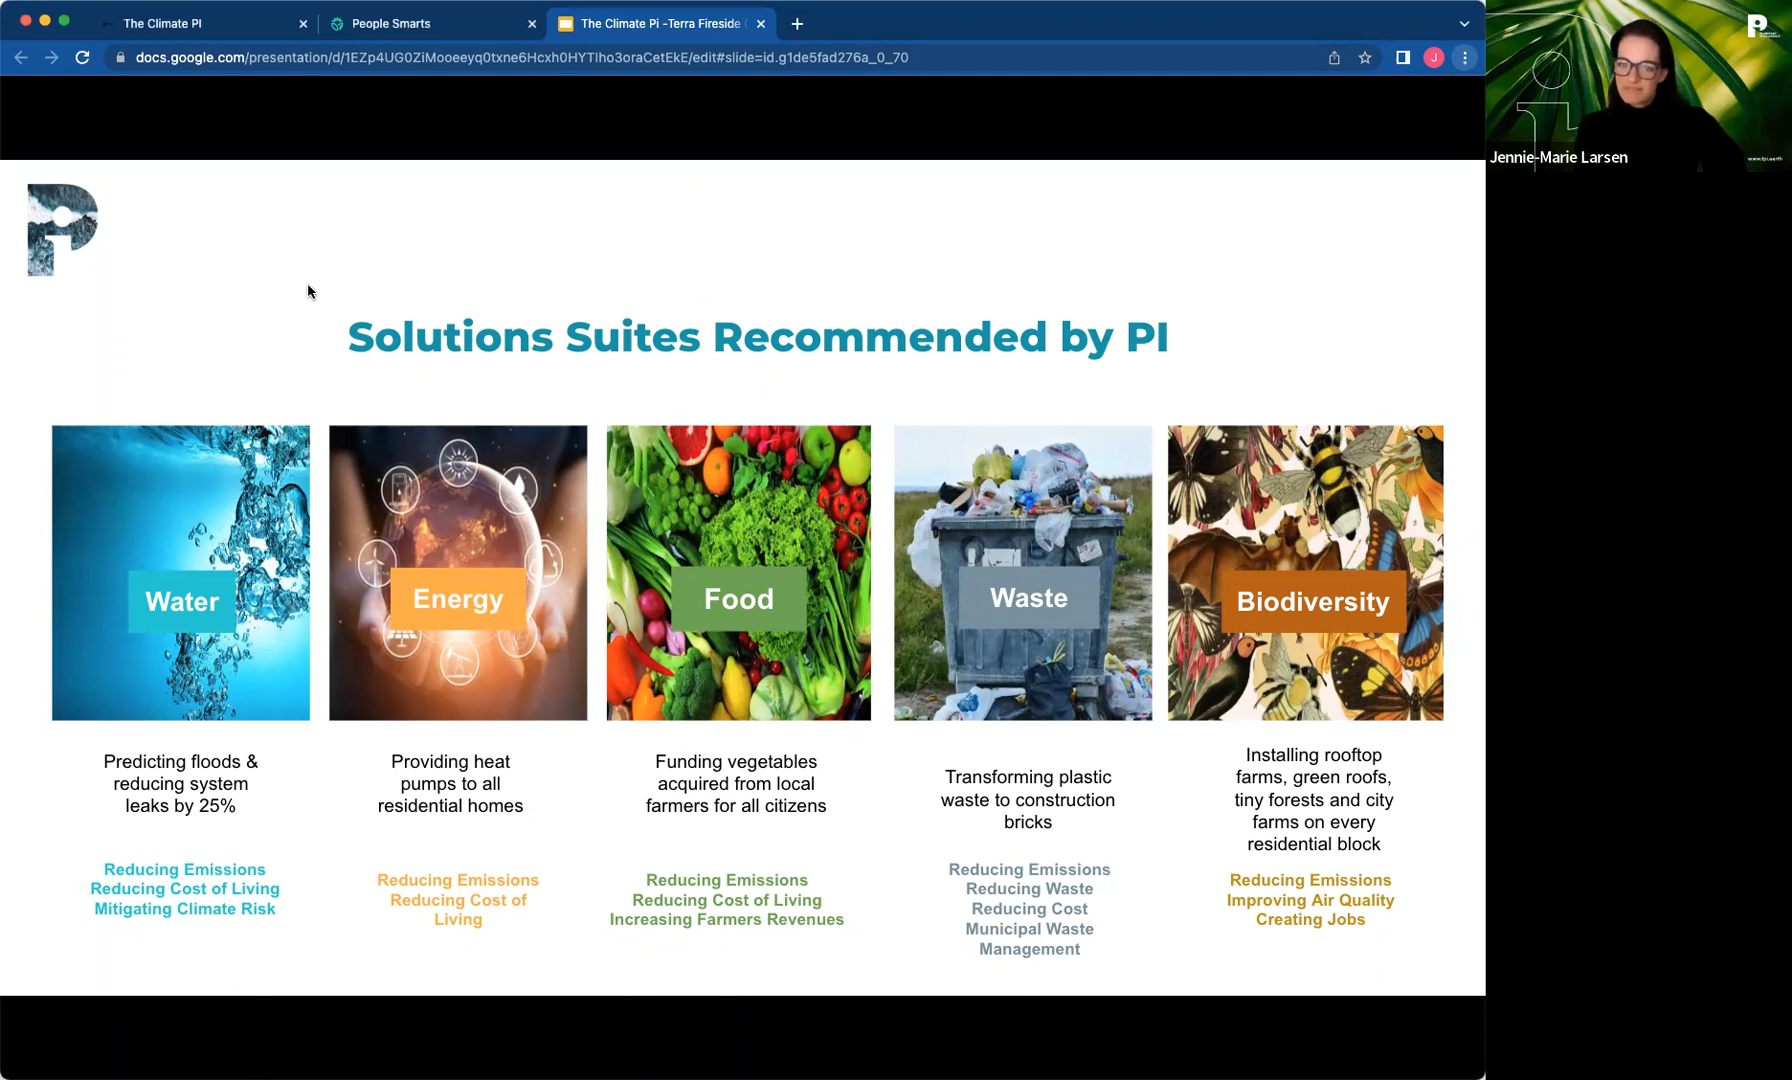 The Climate PI
People Smarts
The Climate Pi -Terra Fireside
docs.google.com/presentation/d/1EZp4UG0ZiMooeeyq0txne6Hcxh0HYTlho3oraCetEkE/edit#slide=id.g1de5fad276a_0_70
J
Jennie-Marie Larsen
Solutions Suites Recommended by PI
Water
Energy
Food
Waste
Biodiversity
Predicting floods &
reducing system
leaks by 25%
Reducing Emissions
Reducing Cost of Living
Mitigating Climate Risk
Providing heat
pumps to all
residential homes
Reducing Emissions
Reducing Cost of
Living
Funding vegetables
acquired from local
farmers for all citizens
Reducing Emissions
Reducing Cost of Living
Increasing Farmers Revenues
Transforming plastic
waste to construction
bricks
Reducing Emissions
Reducing Waste
Reducing Cost
Municipal Waste
Management
Installing rooftop
farms, green roofs,
tiny forests and city
farms on every
residential block
Reducing Emissions
Improving Air Quality
Creating Jobs